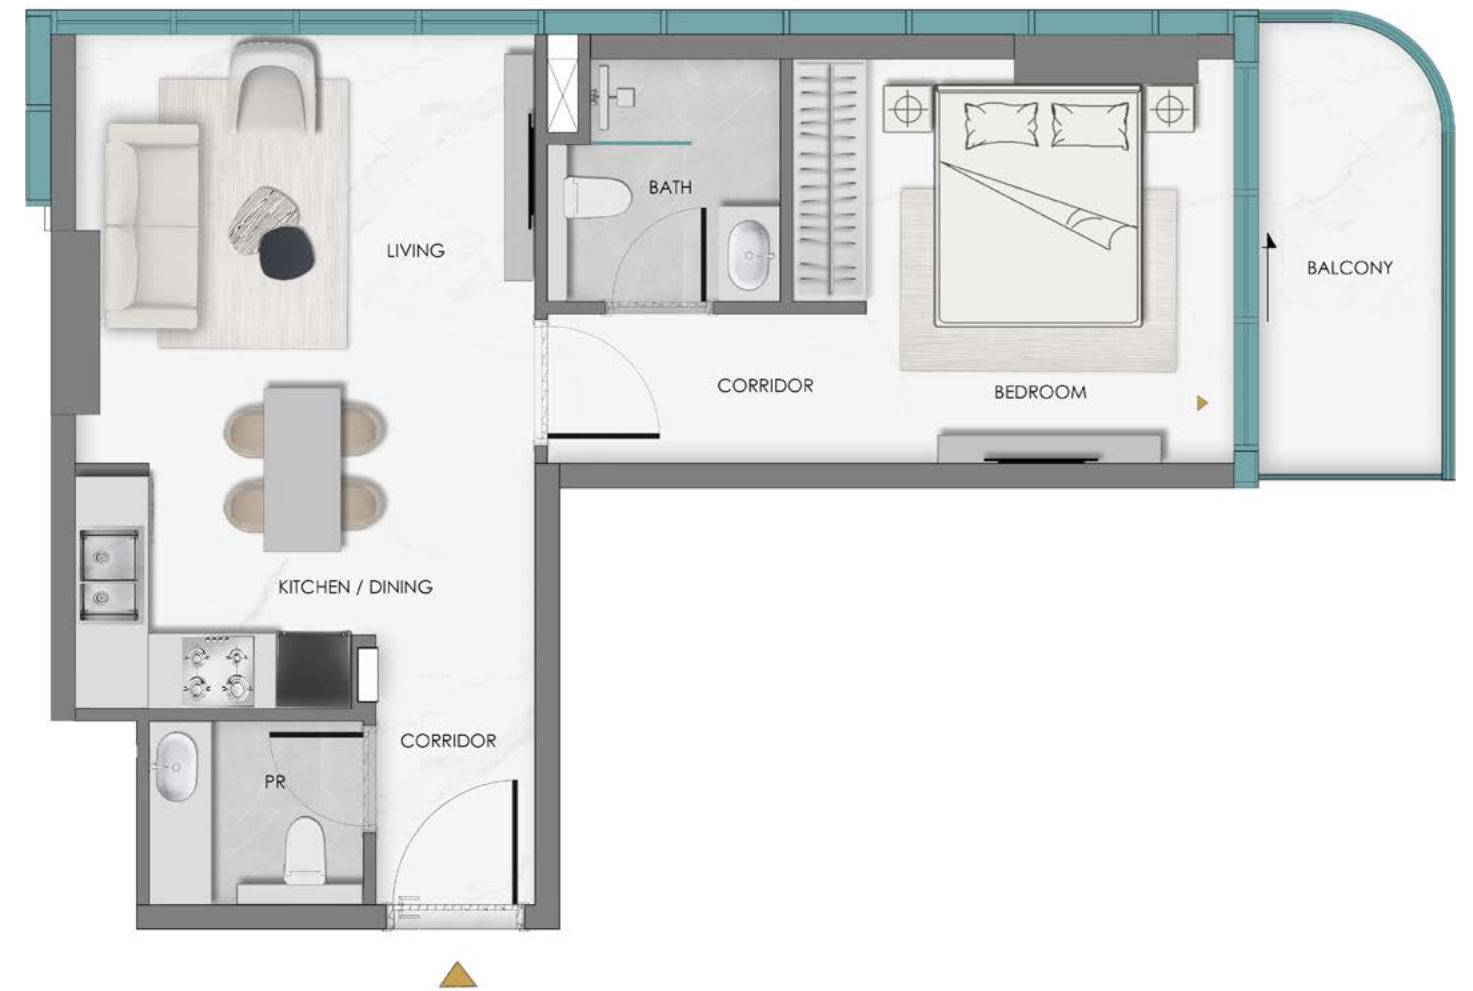 BATH
LIVING
BALCONY
CORRIDOR
BEDROOM
KITCHEN / DINING
CORRIDOR
PR